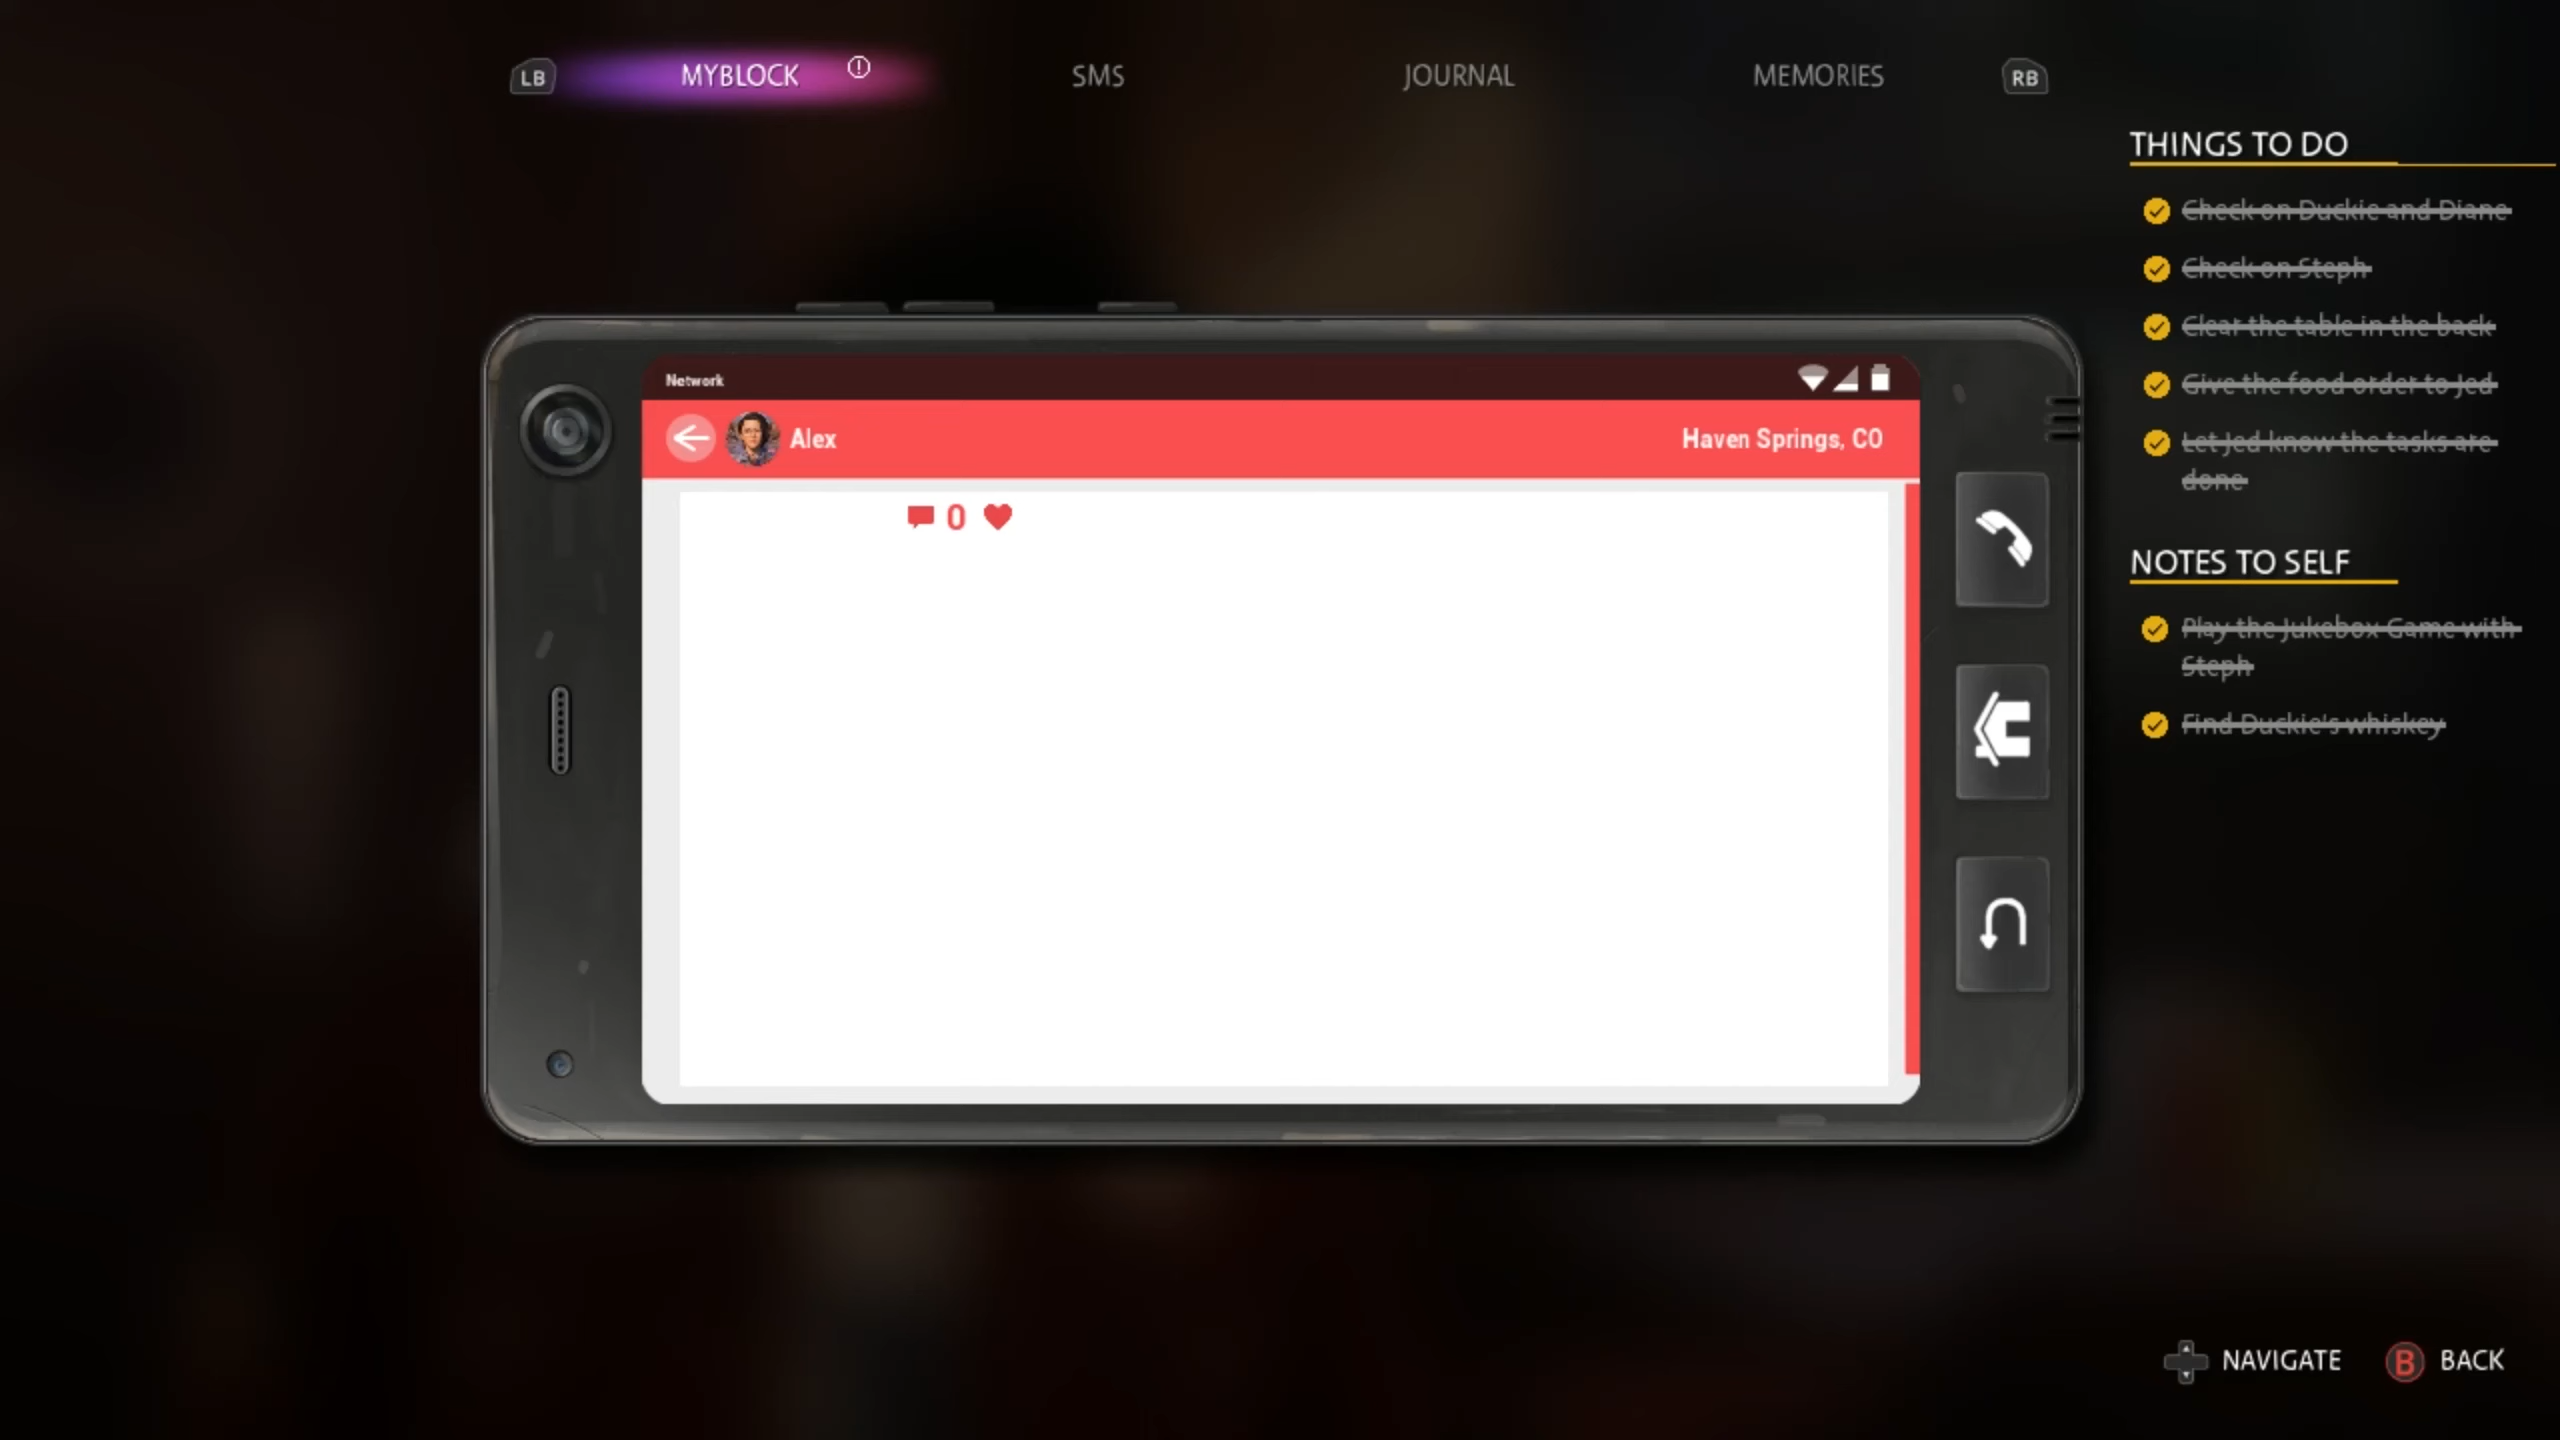 LB
MYBLOCK
SMS
JOURNAL
MEMORIES
RB
THINGS TO DO
Check on Duckie and Diane
Check on Steph
Clear the table in the back
Give the food order to Jed
Let Jed know the tasks are
done
NOTES TO SELF
Play the Jukebox Game with
Steph
Find Duckie's whiskey
Network
Alex
Haven Springs, CO
0
NAVIGATE
B BACK